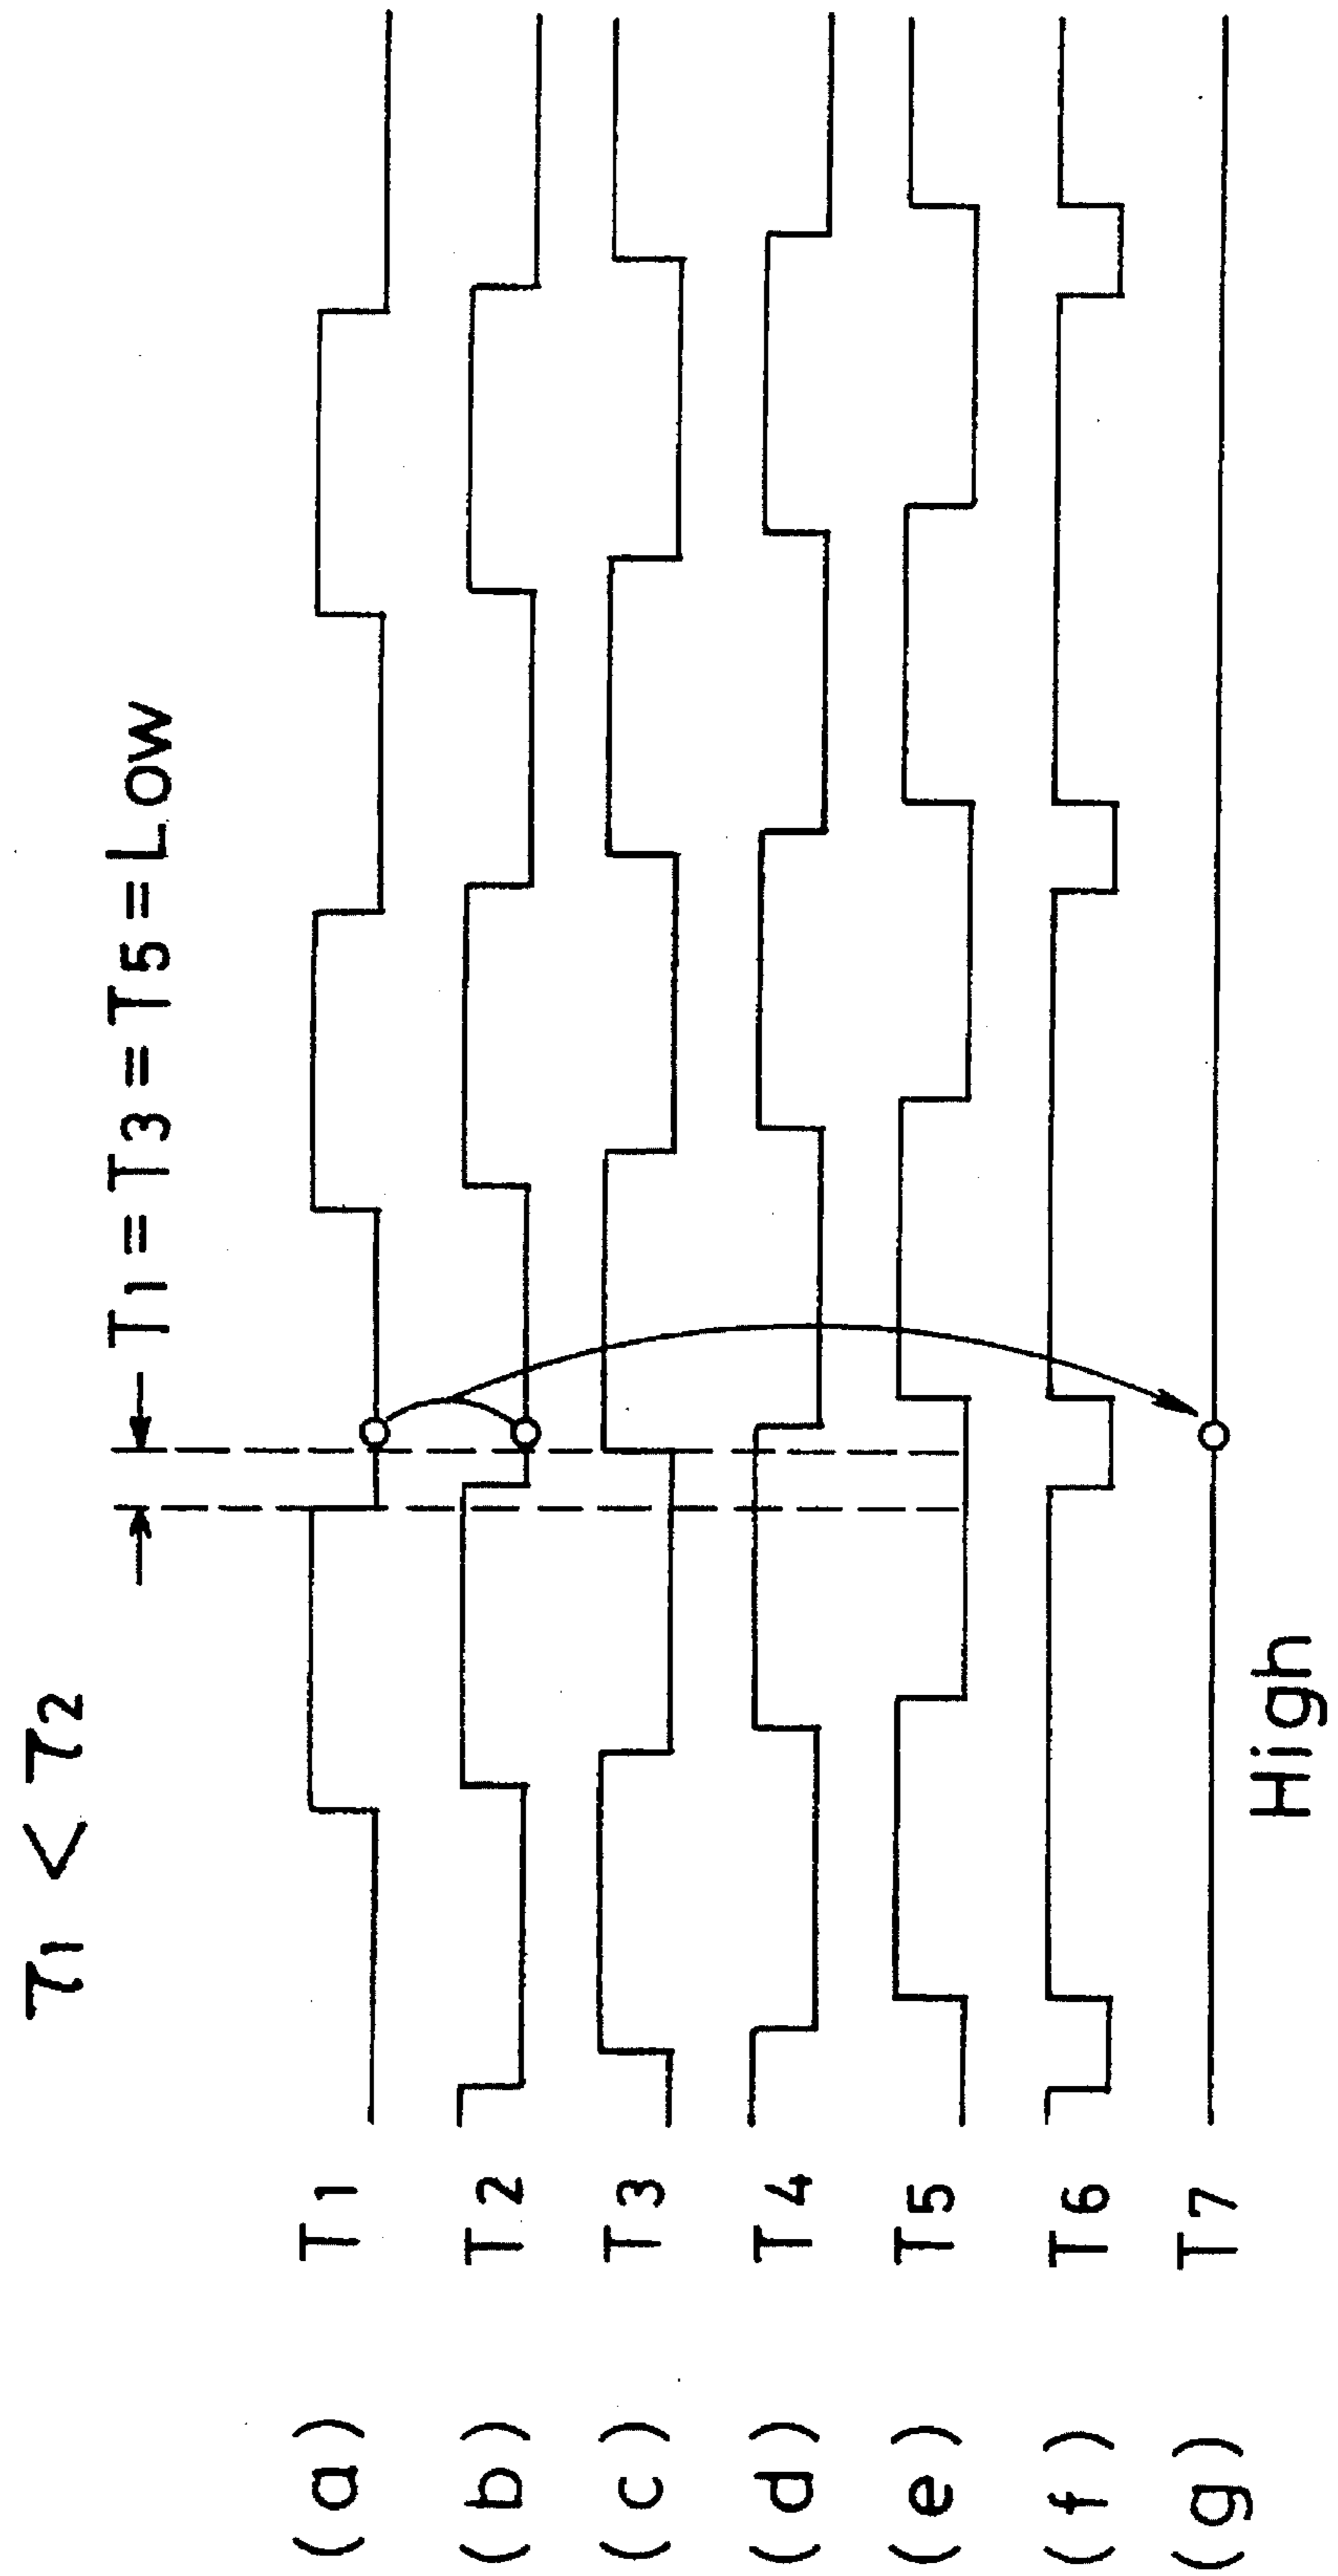 τ1 < τ2
T1 = T3 = T5 = Low
(a) T1
(b) T2
(c) T3
(d) T4
(e) T5
(f) T6
(g) T7
High